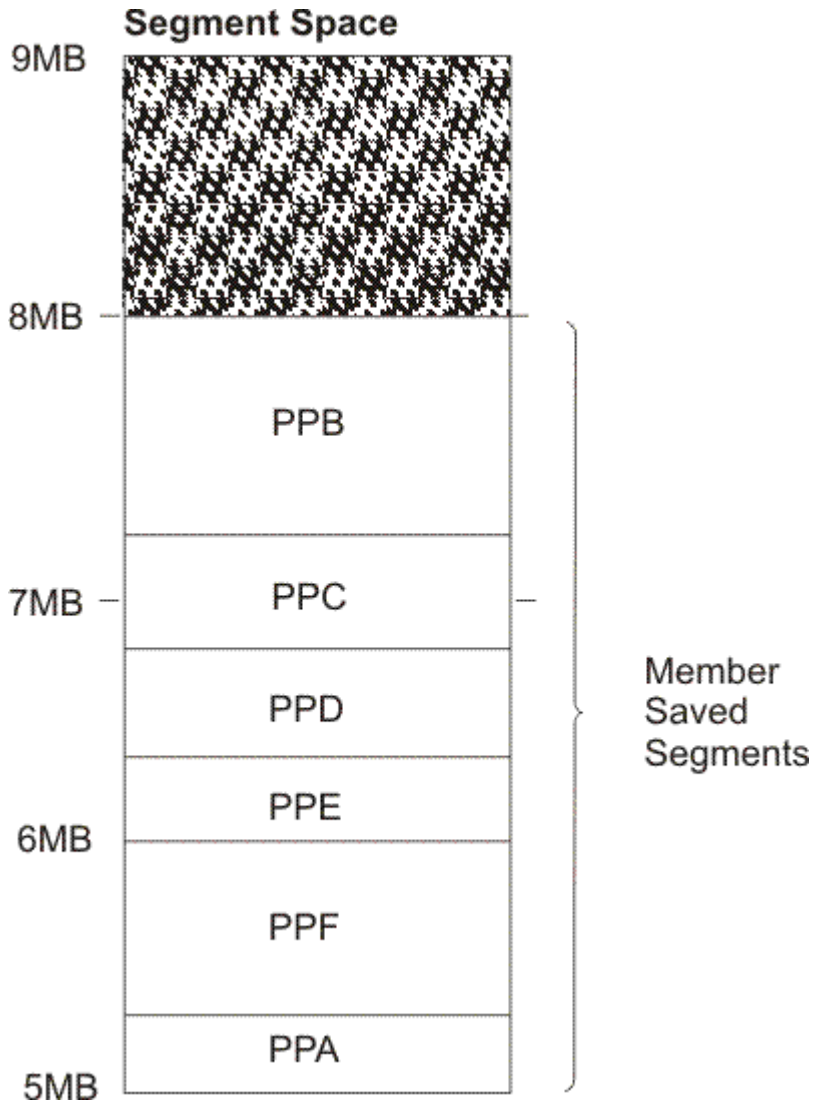 Segment Space
9MB
8MB
PPB
7MB
PPC
PPD
Member
Saved
Segments
PPE
6MB
PPF
PPA
5MB